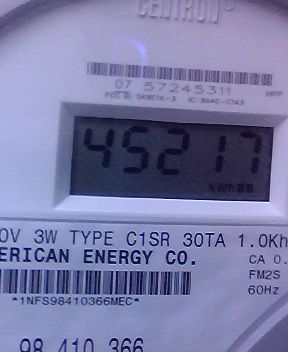 CENTRON®
07 57245311
HPP
45217
kWh
0V 3W TYPE C1SR 30TA 1.0Kh
ERICAN ENERGY CO.
CA 0.
FM2S
*1NFS98410366MEC*
60Hz
98 410 366